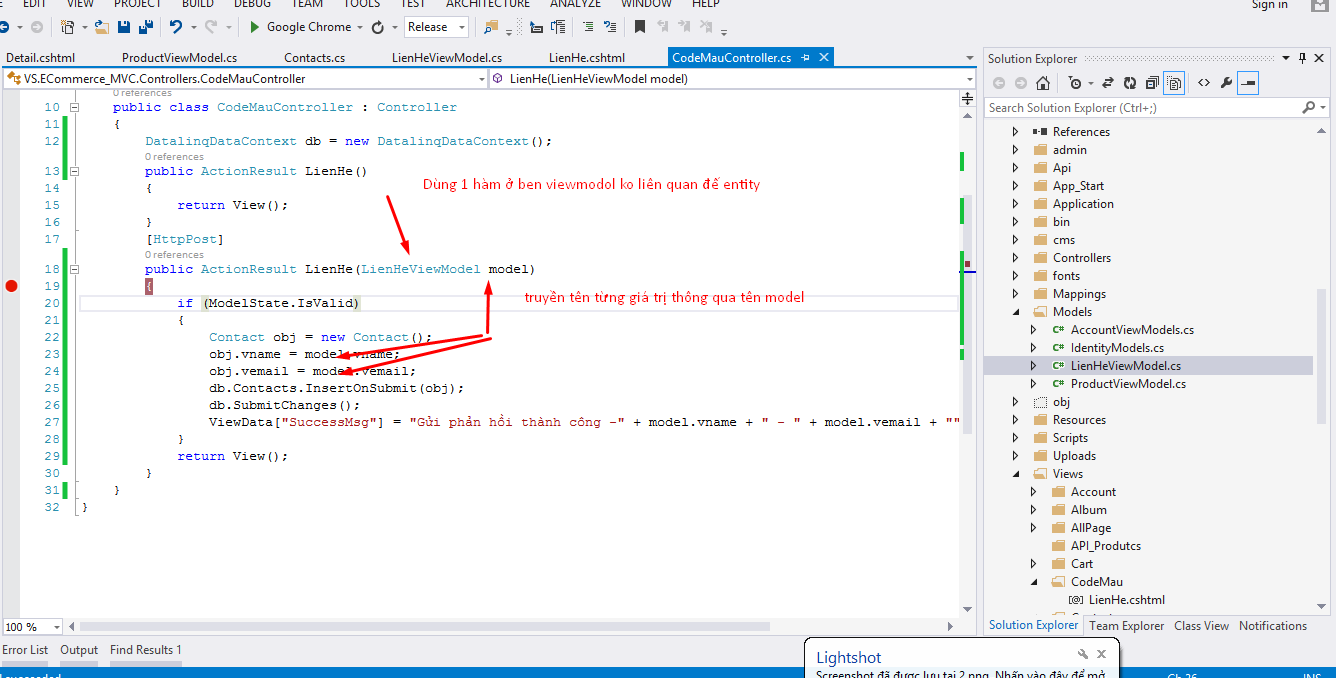 EDIT VIEW PROJECT BUILD DEBUG TEAM TOOLS TEST ARCHITECTURE ANALYZE WINDOW HELP Sign in
Google Chrome Release
Detail.cshtml ProductViewModel.cs Contacts.cs LienHeViewModel.cs LienHe.cshtml CodeMauController.cs
VS.ECommerce_MVC.Controllers.CodeMauController LienHe(LienHeViewModel model)
0 references
10 public class CodeMauController : Controller
11 {
12 DatalinqDataContext db = new DatalinqDataContext();
0 references
13 public ActionResult LienHe()
Dùng 1 hàm ở ben viewmodol ko liên quan đế entity
14 {
15 return View();
16 }
17 [HttpPost]
0 references
18 public ActionResult LienHe(LienHeViewModel model)
19 {
truyền tên từng giá trị thông qua tên model
20 if (ModelState.IsValid)
21 {
22 Contact obj = new Contact();
23 obj.vname = model.vname;
24 obj.vemail = model.vemail;
25 db.Contacts.InsertOnSubmit(obj);
26 db.SubmitChanges();
27 ViewData["SuccessMsg"] = "Gửi phản hồi thành công -" + model.vname + " - " + model.vemail + ""
28 }
29 return View();
30 }
31 }
32 }
100 %
Error List Output Find Results 1
Solution Explorer
Search Solution Explorer (Ctrl+;)
References
admin
Api
App_Start
Application
bin
cms
Controllers
fonts
Mappings
Models
AccountViewModels.cs
IdentityModels.cs
LienHeViewModel.cs
ProductViewModel.cs
obj
Resources
Scripts
Uploads
Views
Account
Album
AllPage
API_Produtcs
Cart
CodeMau
LienHe.cshtml
Solution Explorer Team Explorer Class View Notifications
Lightshot
Screenshot đã được lưu tại 2.png. Nhấn vào đây để mở
Ch 26 INS